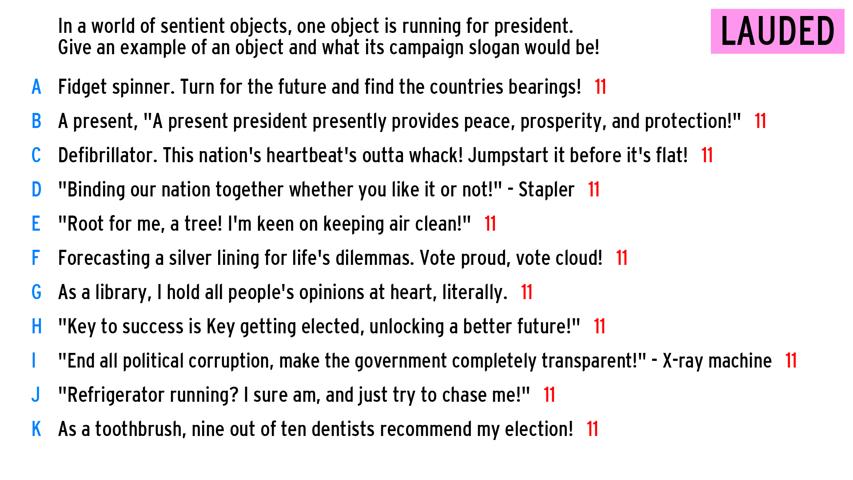 In a world of sentient objects, one object is running for president.
Give an example of an object and what its campaign slogan would be!
LAUDED
A Fidget spinner. Turn for the future and find the countries bearings! 11
B A present, "A present president presently provides peace, prosperity, and protection!" 11
C Defibrillator. This nation's heartbeat's outta whack! Jumpstart it before it's flat! 11
D "Binding our nation together whether you like it or not!" - Stapler 11
E "Root for me, a tree! I'm keen on keeping air clean!" 11
F Forecasting a silver lining for life's dilemmas. Vote proud, vote cloud! 11
G As a library, I hold all people's opinions at heart, literally. 11
H "Key to success is Key getting elected, unlocking a better future!" 11
I "End all political corruption, make the government completely transparent!" - X-ray machine 11
J "Refrigerator running? I sure am, and just try to chase me!" 11
K As a toothbrush, nine out of ten dentists recommend my election! 11